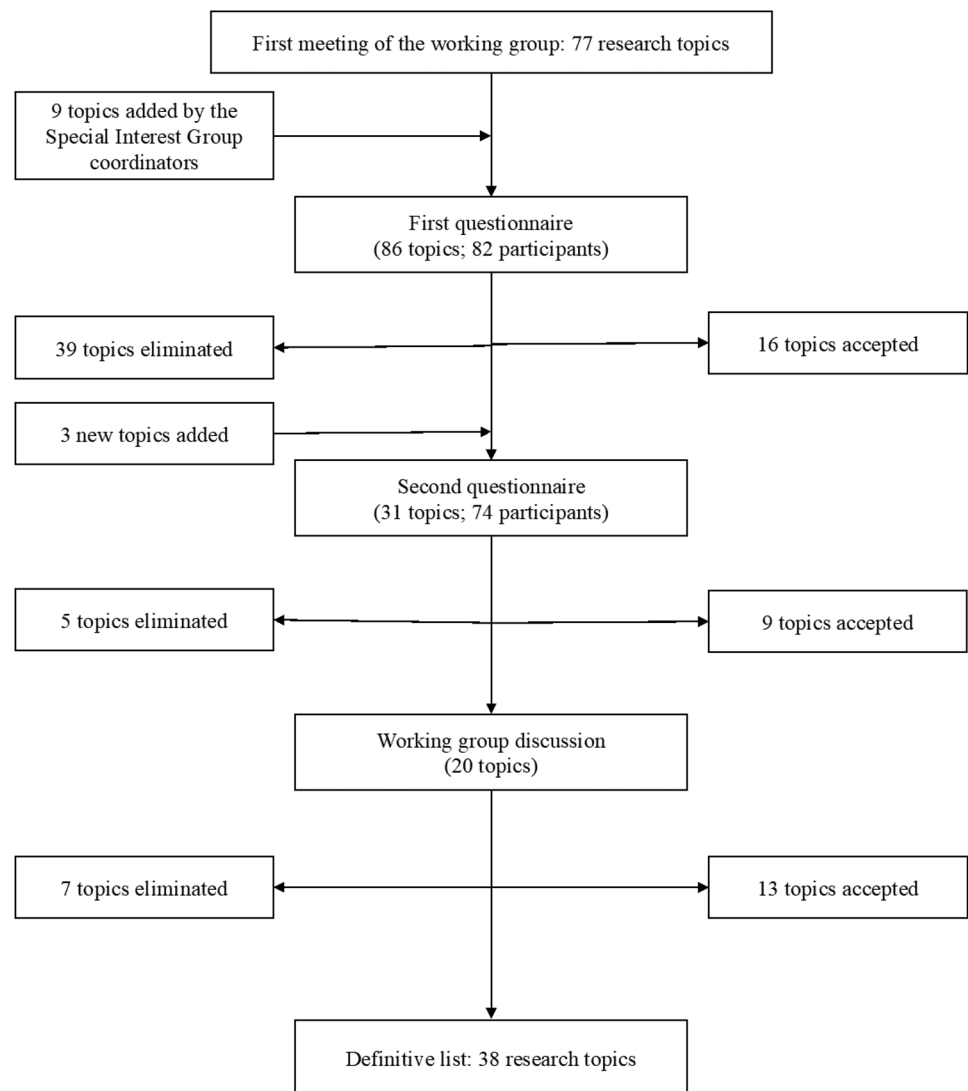 First meeting of the working group: 77 research topics
9 topics added by the
Special Interest Group
coordinators
First questionnaire
(86 topics; 82 participants)
39 topics eliminated
16 topics accepted
3 new topics added
Second questionnaire
(31 topics; 74 participants)
5 topics eliminated
9 topics accepted
Working group discussion
(20 topics)
7 topics eliminated
13 topics accepted
Definitive list: 38 research topics